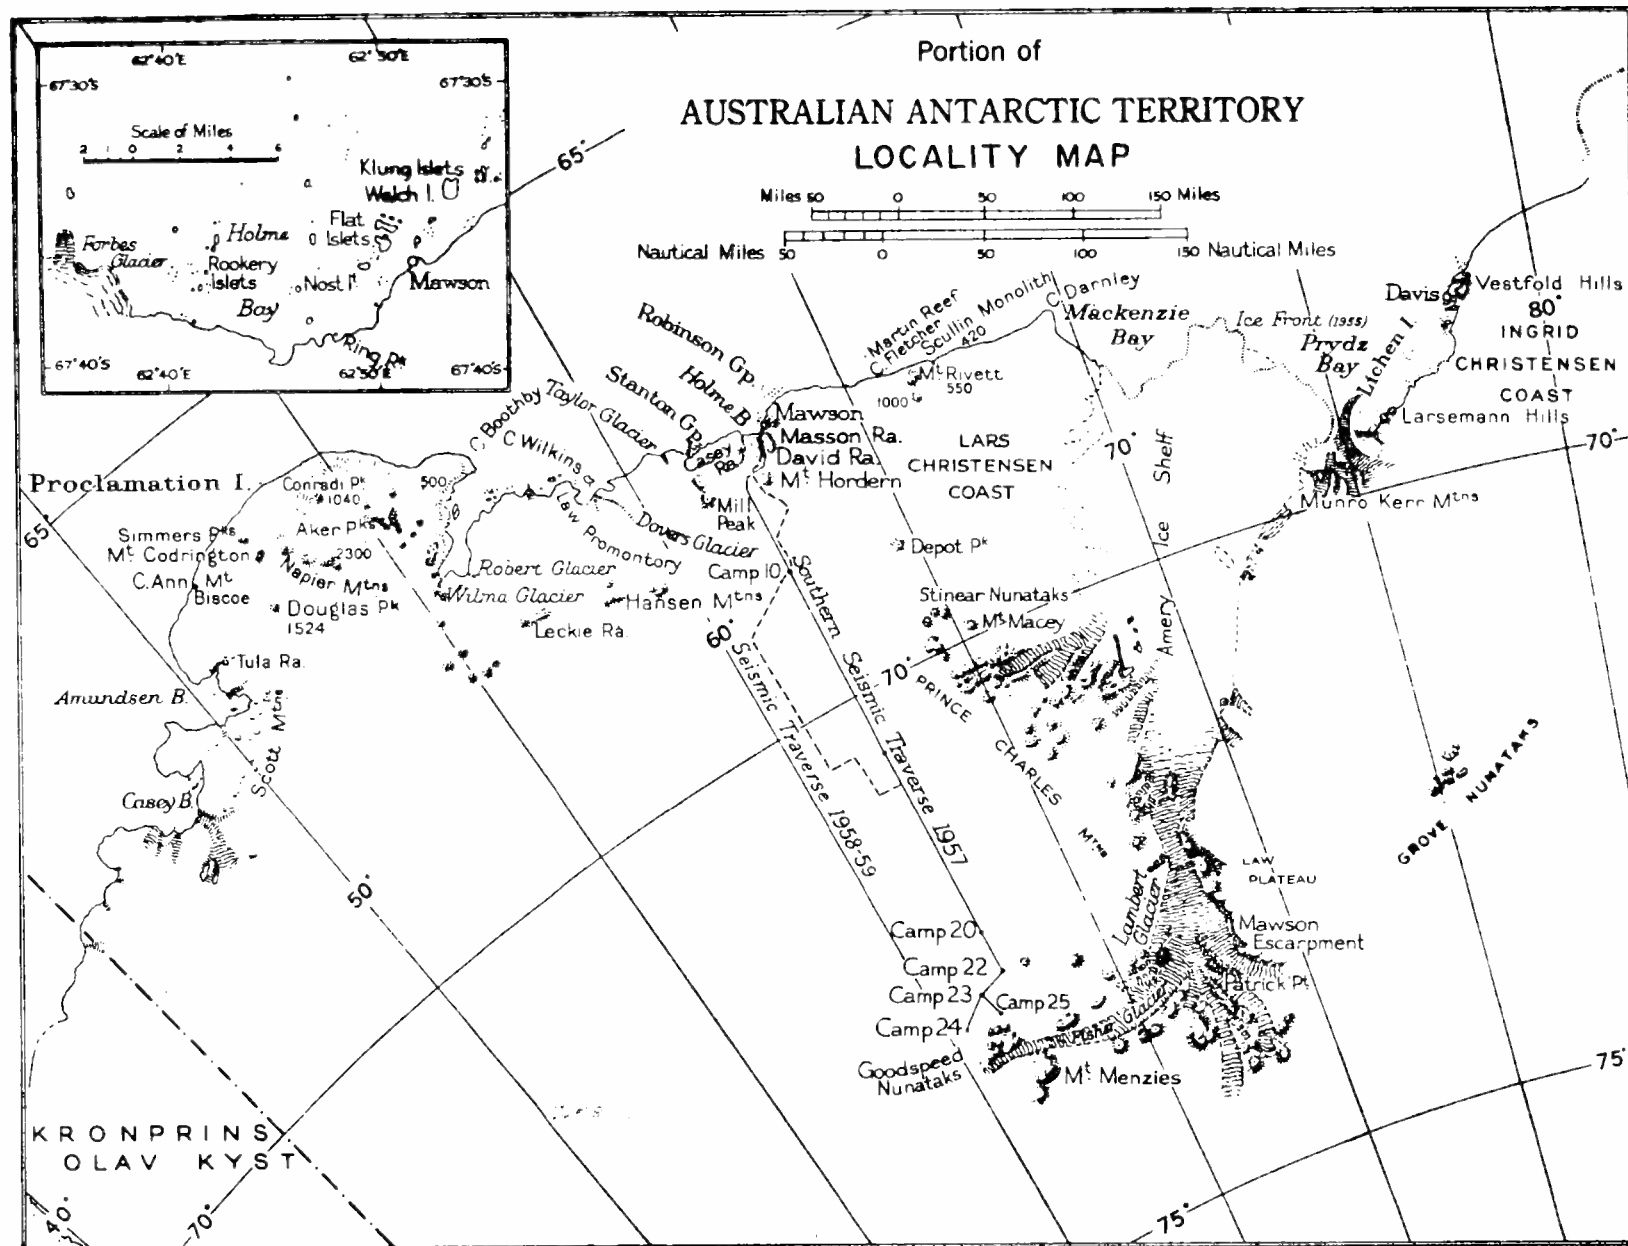 Portion of
AUSTRALIAN ANTARCTIC TERRITORY
LOCALITY MAP
Miles 50 0 50 100 150 Miles
Nautical Miles 50 0 50 100 150 Nautical Miles
62°40'E
62°50'E
67°30'S
67°30'S
Scale of Miles
2 1 0 2 4 6
Klung Islets
Welch I.
Flat
Islets
Holme
Bay
Forbes
Glacier
Rookery
Islets
Nost I.
Mawson
Ring Rk
67°40'S
62°40'E
62°50'E
67°40'S
65°
Robinson Gp.
Holme B
Stanton Gp.
Taylor Glacier
C Boothby
C Wilkins
Martin Reef
C. Fletcher
Scullin Monolith
420
C. Darnley
Mackenzie
Bay
Ice Front (1955)
Prydz
Bay
Lichen I.
Davis
Vestfold Hills
80°
INGRID
CHRISTENSEN
COAST
Larsemann Hills
70°
Munro Kerr Mtns
Mt Rivett
550
1000
Mawson
Masson Ra.
David Ra.
Mt Hordern
Casey
Ra.
Mill
Peak
LARS
CHRISTENSEN
COAST
70°
Amery Ice Shelf
Proclamation I.
65°
Conradi Pk
1040
500
Aker Pks
2300
Simmers Pks
Mt Codrington
Napier Mtns
C. Ann
Mt
Biscoe
Douglas Pk
1524
Law Promontory
Dovers Glacier
Robert Glacier
Wilma Glacier
Hansen Mtns
Leckie Ra.
Camp 10
60°
Depot Pk
Stinear Nunataks
Mt Macey
70°
Tula Ra.
Amundsen B.
Scott Mtns
Casey B.
50°
Seismic Traverse 1958-59
Southern Seismic Traverse 1957
PRINCE
CHARLES
MTNS
GROVE NUNATAKS
LAW
PLATEAU
Lambert
Glacier
Mawson
Escarpment
Patrick Pt
Camp 20
Camp 22
Camp 23
Camp 25
Camp 24
Fisher Glacier
Goodspeed
Nunataks
Mt Menzies
75°
75°
KRONPRINS
OLAV KYST
40°
70°